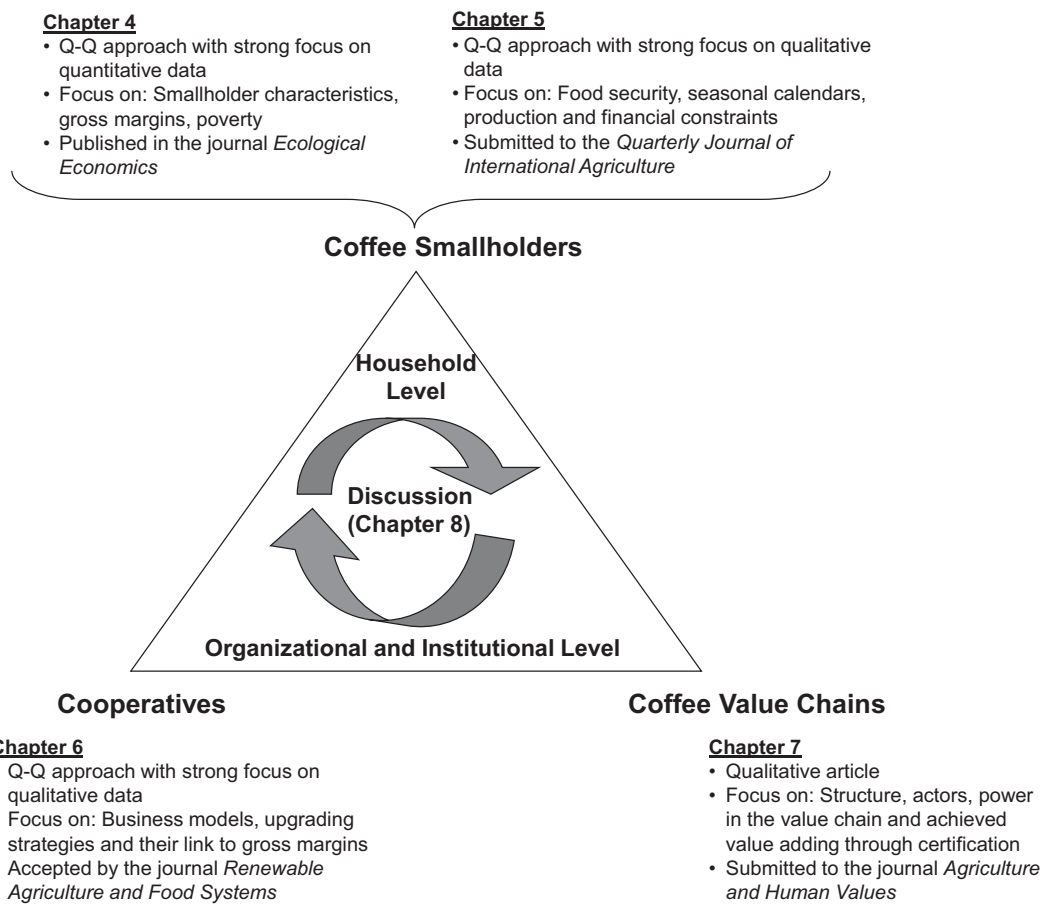 Chapter 4
• Q-Q approach with strong focus on
quantitative data
• Focus on: Smallholder characteristics,
gross margins, poverty
• Published in the journal Ecological
Economics
Chapter 5
• Q-Q approach with strong focus on qualitative
data
• Focus on: Food security, seasonal calendars,
production and financial constraints
• Submitted to the Quarterly Journal of
International Agriculture
Coffee Smallholders
Household
Level
Discussion
(Chapter 8)
Organizational and Institutional Level
Cooperatives
Chapter 6
Q-Q approach with strong focus on
qualitative data
Focus on: Business models, upgrading
strategies and their link to gross margins
Accepted by the journal Renewable
Agriculture and Food Systems
Coffee Value Chains
Chapter 7
• Qualitative article
• Focus on: Structure, actors, power
in the value chain and achieved
value adding through certification
• Submitted to the journal Agriculture
and Human Values